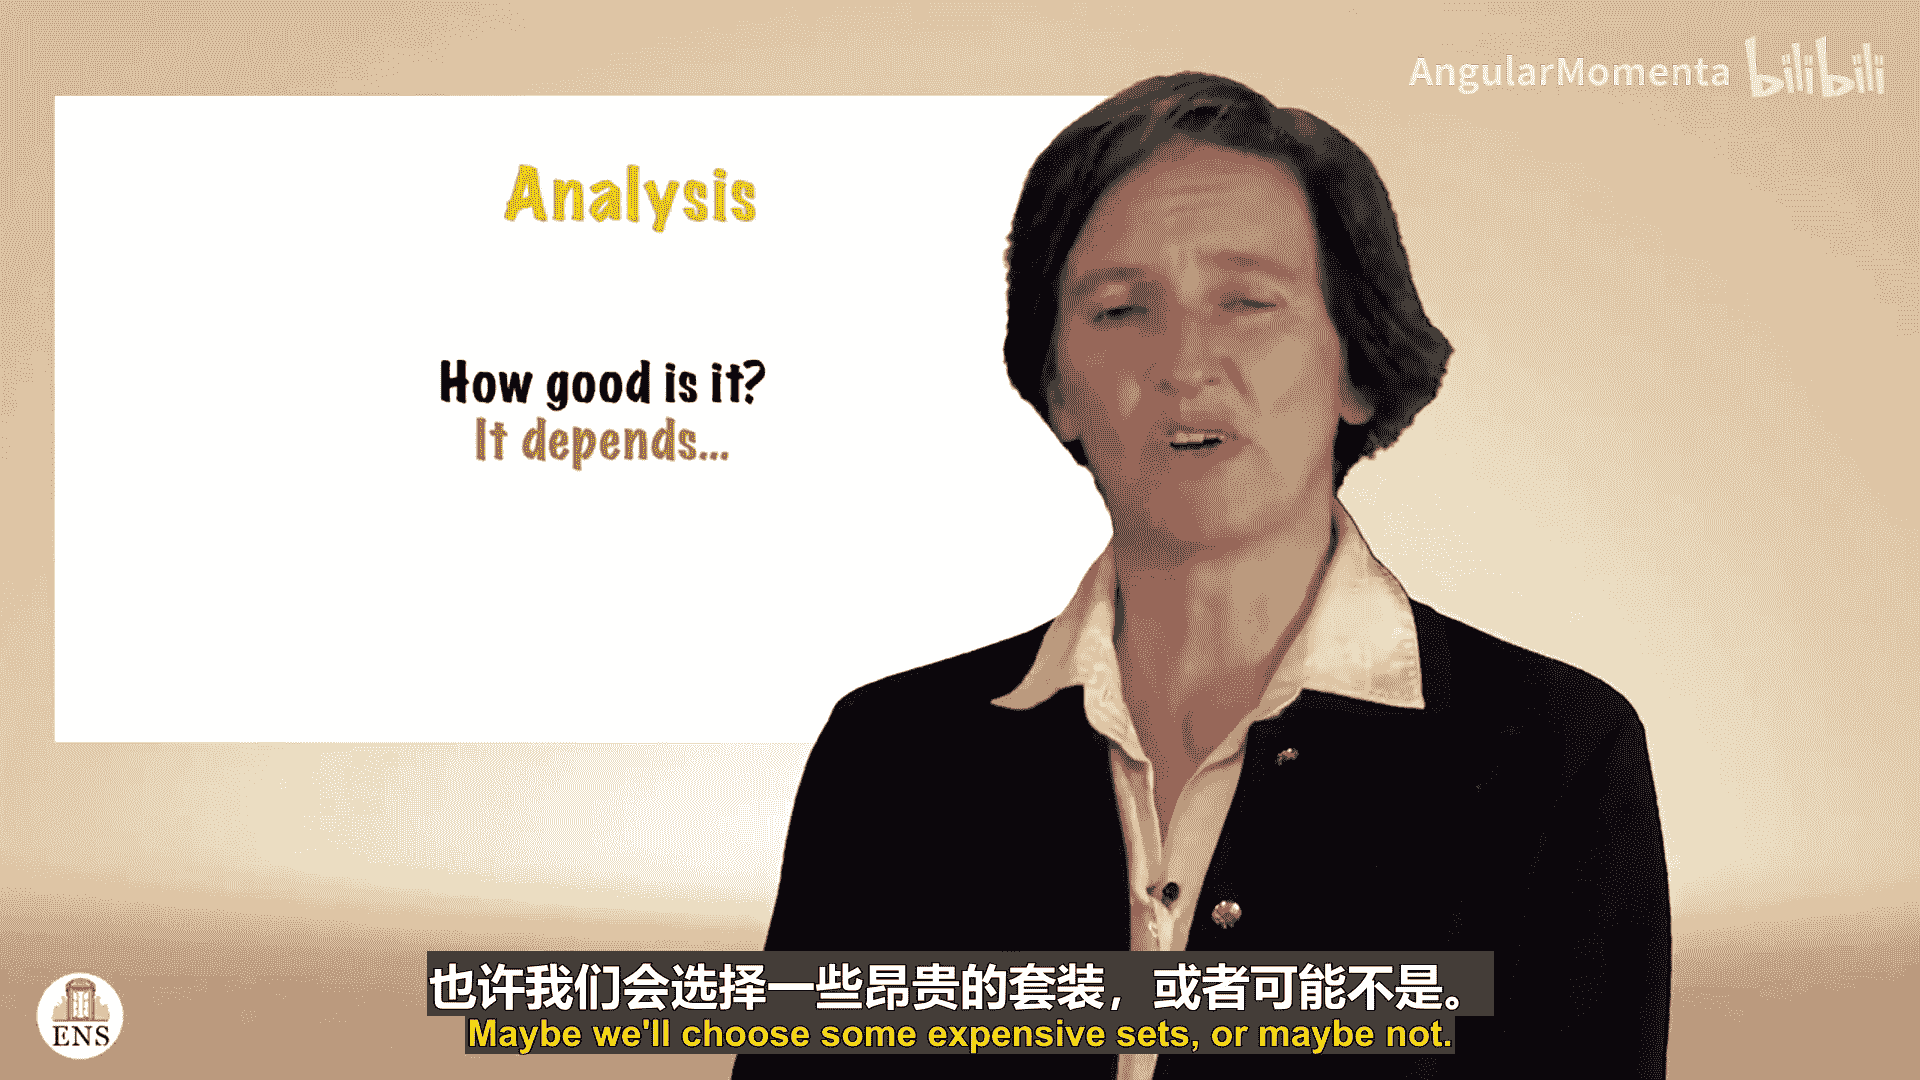 AngularMomenta bilibili
Analysis
How good is it?
It depends...
也许我们会选择一些昂贵的套装，或者可能不是。
Maybe we'll choose some expensive sets, or maybe not.
ENS